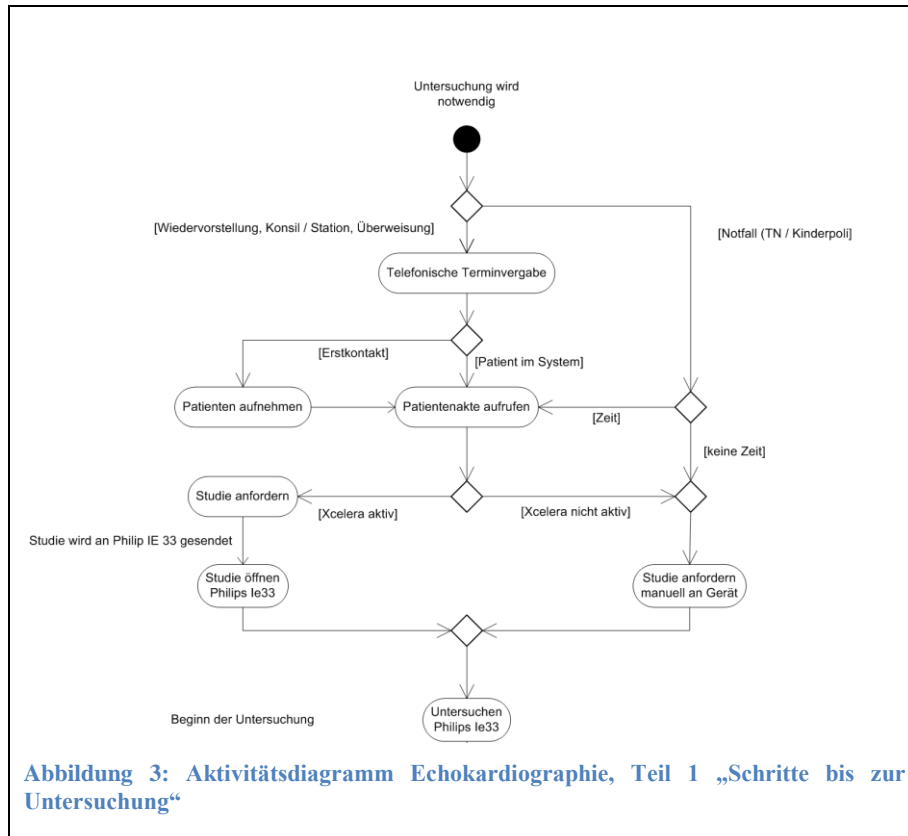 Untersuchung wird
notwendig
[Wiedervorstellung, Konsil / Station, Überweisung]
[Notfall (TN / Kinderpoli]
Telefonische Terminvergabe
[Erstkontakt]
[Patient im System]
Patienten aufnehmen
Patientenakte aufrufen
[Zeit]
[keine Zeit]
Studie anfordern
[Xcelera aktiv]
[Xcelera nicht aktiv]
Studie wird an Philip IE 33 gesendet
Studie öffnen
Philips Ie33
Studie anfordern
manuell an Gerät
Beginn der Untersuchung
Untersuchen
Philips Ie33
Abbildung 3: Aktivitätsdiagramm Echokardiographie, Teil 1 „Schritte bis zur
Untersuchung“